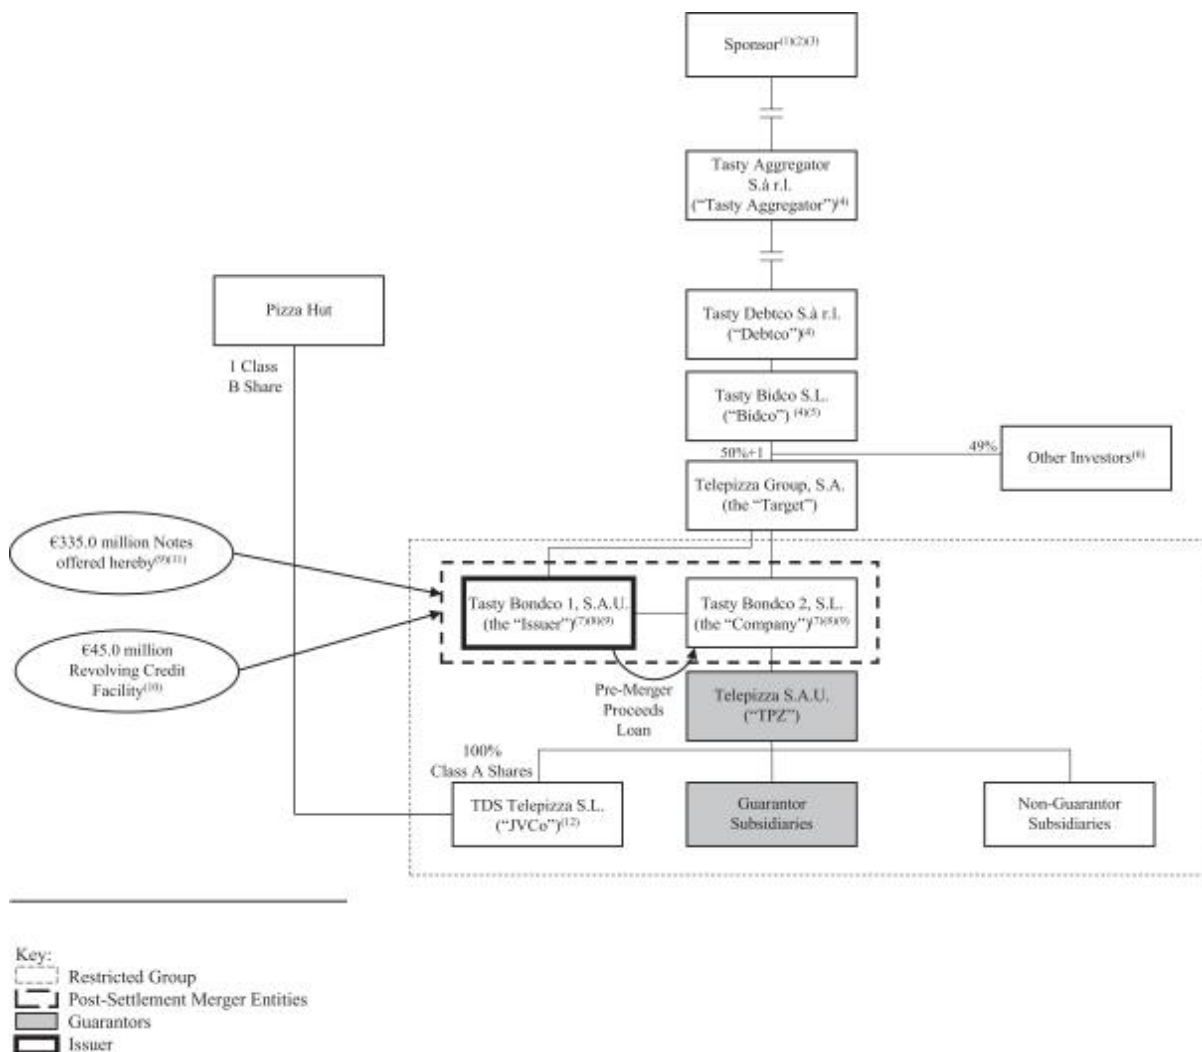 Sponsor(1)(2)(3)
Tasty Aggregator
S.à r.l.
(“Tasty Aggregator”)(4)
Pizza Hut
1 Class
B Share
Tasty Debtco S.à r.l.
(“Debtco”)(4)
Tasty Bidco S.L.
(“Bidco”) (4)(5)
50%+1
49%
Other Investors(6)
Telepizza Group, S.A.
(the “Target”)
€335.0 million Notes
offered hereby(9)(11)
Tasty Bondco 1, S.A.U.
(the “Issuer”)(7)(8)(9)
Tasty Bondco 2, S.L.
(the “Company”)(7)(8)(9)
€45.0 million
Revolving Credit
Facility(10)
Pre-Merger
Proceeds
Loan
Telepizza S.A.U.
(“TPZ”)
100%
Class A Shares
TDS Telepizza S.L.
(“JVCo”)(12)
Guarantor
Subsidiaries
Non-Guarantor
Subsidiaries
Key:
Restricted Group
Post-Settlement Merger Entities
Guarantors
Issuer